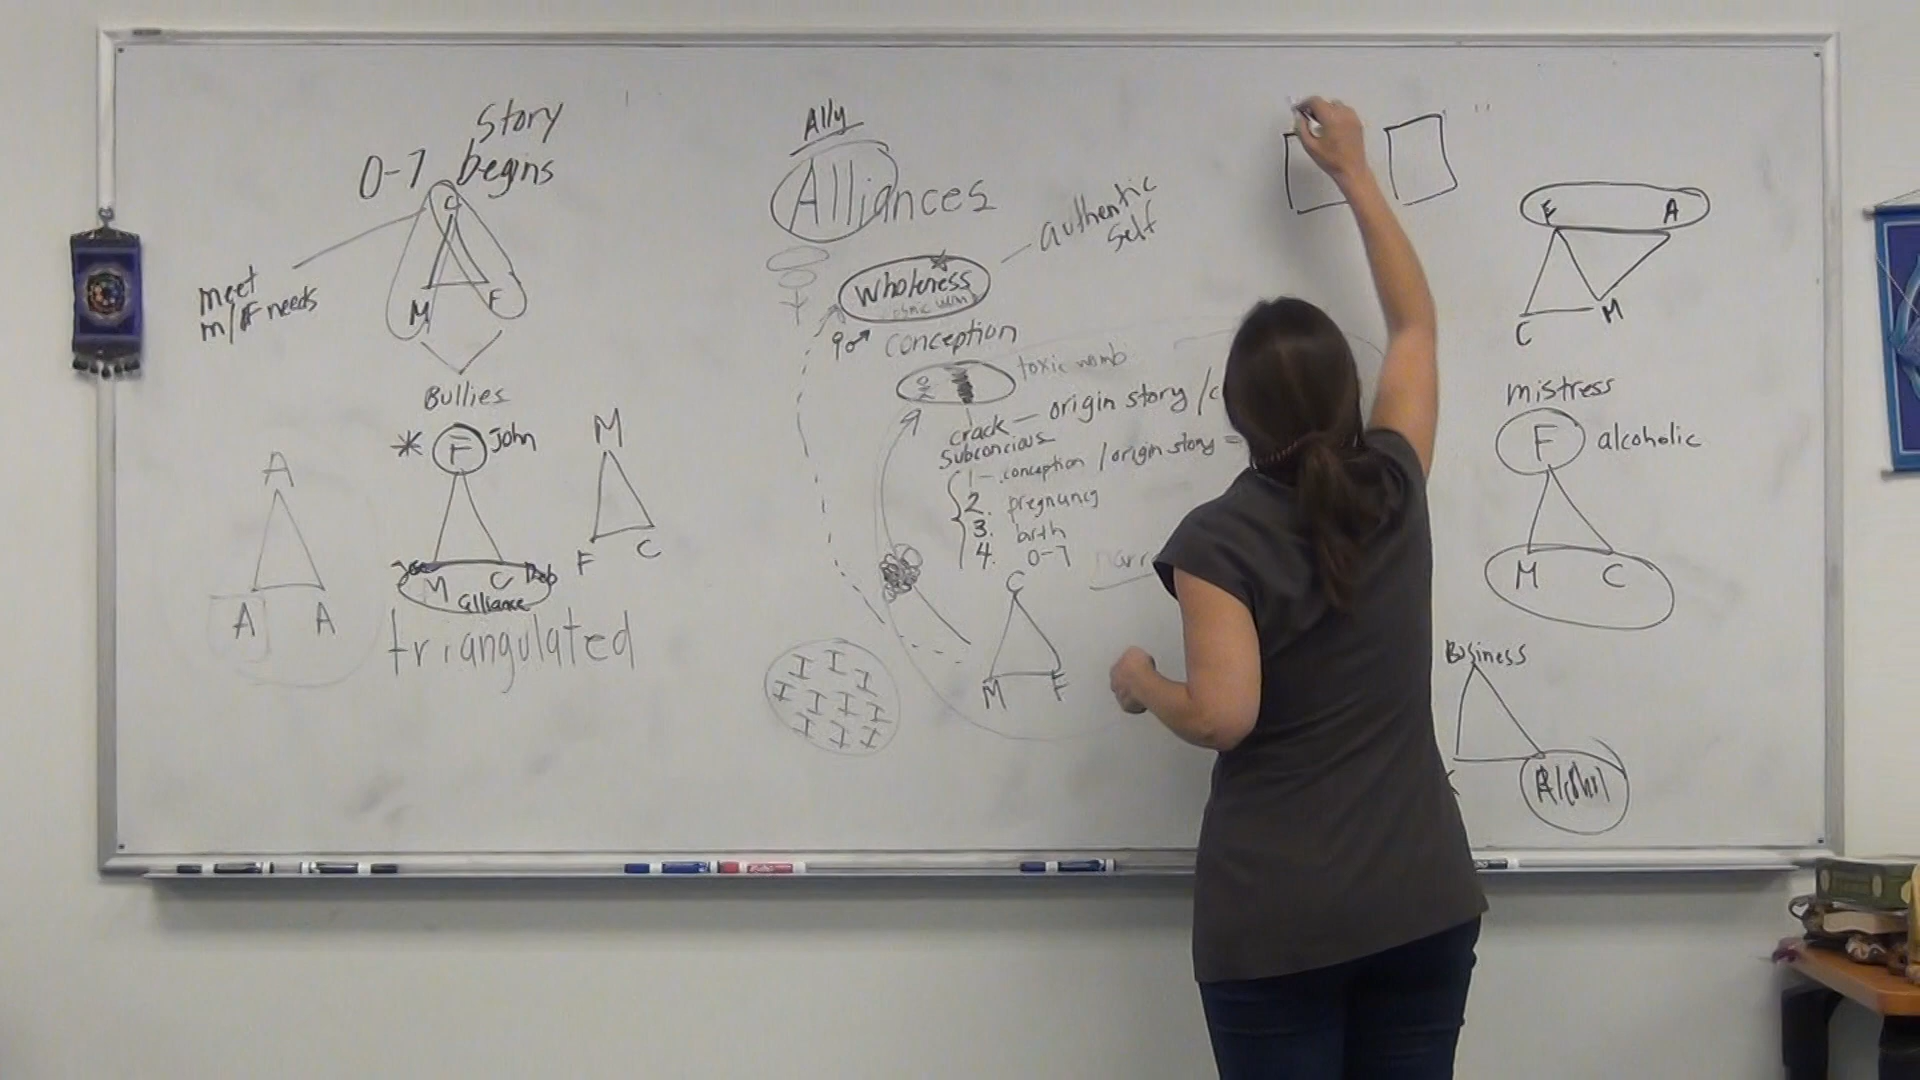 Story
0-7 begins
C
M F
meet
m/F needs
Bullies
* F John
M C
alliance
triangulated
A
A A
M
F C
Ally
Alliances
authentic
self
wholeness
conception
toxic womb
crack — origin story /c
Subconcious
1 - conception / origin story =
2. pregnancy
3. birth
4. 0-7
C
M F
I I I I I I I I I I I
F A
C M
mistress
F alcoholic
M C
Business
Alcohol